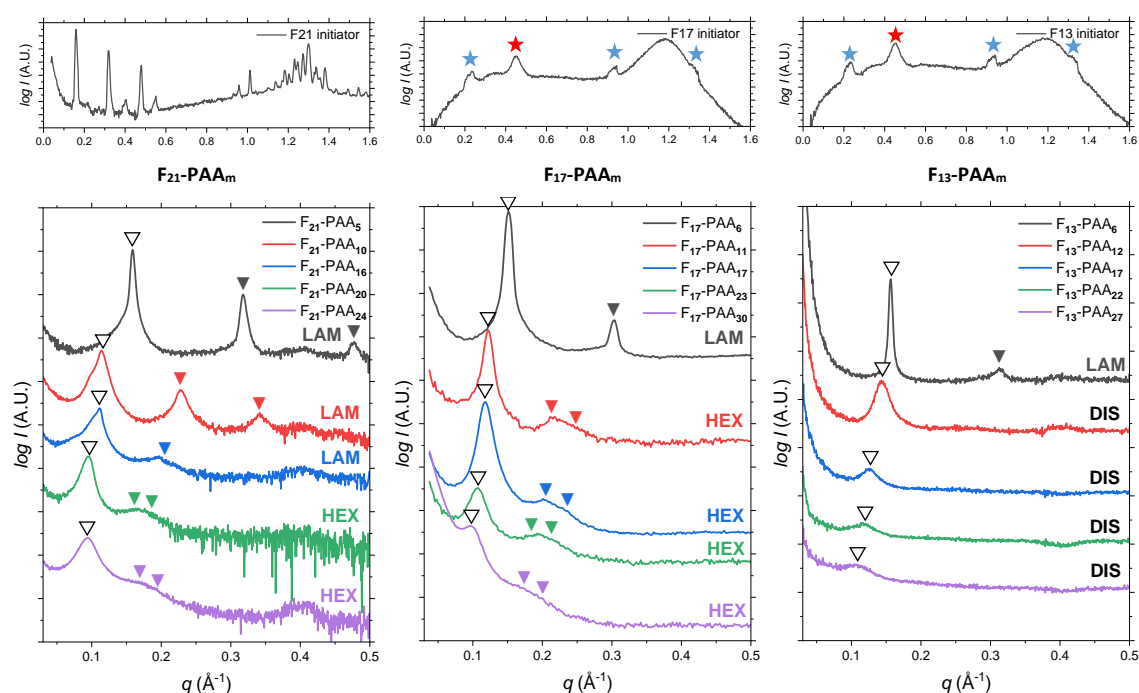 F21 initiator
log I (A.U.)
0.0 0.2 0.4 0.6 0.8 1.0 1.2 1.4 1.6
F17 initiator
log I (A.U.)
0.0 0.2 0.4 0.6 0.8 1.0 1.2 1.4 1.6
F13 initiator
log I (A.U.)
0.0 0.2 0.4 0.6 0.8 1.0 1.2 1.4 1.6
F21-PAAm
F17-PAAm
F13-PAAm
F21-PAA5
F21-PAA10
F21-PAA16
F21-PAA20
F21-PAA24
LAM
LAM
LAM
HEX
HEX
log I (A.U.)
0.1 0.2 0.3 0.4 0.5
q (Å-1)
F17-PAA6
F17-PAA11
F17-PAA17
F17-PAA23
F17-PAA30
LAM
HEX
HEX
HEX
HEX
log I (A.U.)
0.1 0.2 0.3 0.4 0.5
q (Å-1)
F13-PAA6
F13-PAA12
F13-PAA17
F13-PAA22
F13-PAA27
LAM
DIS
DIS
DIS
DIS
log I (A.U.)
0.1 0.2 0.3 0.4 0.5
q (Å-1)